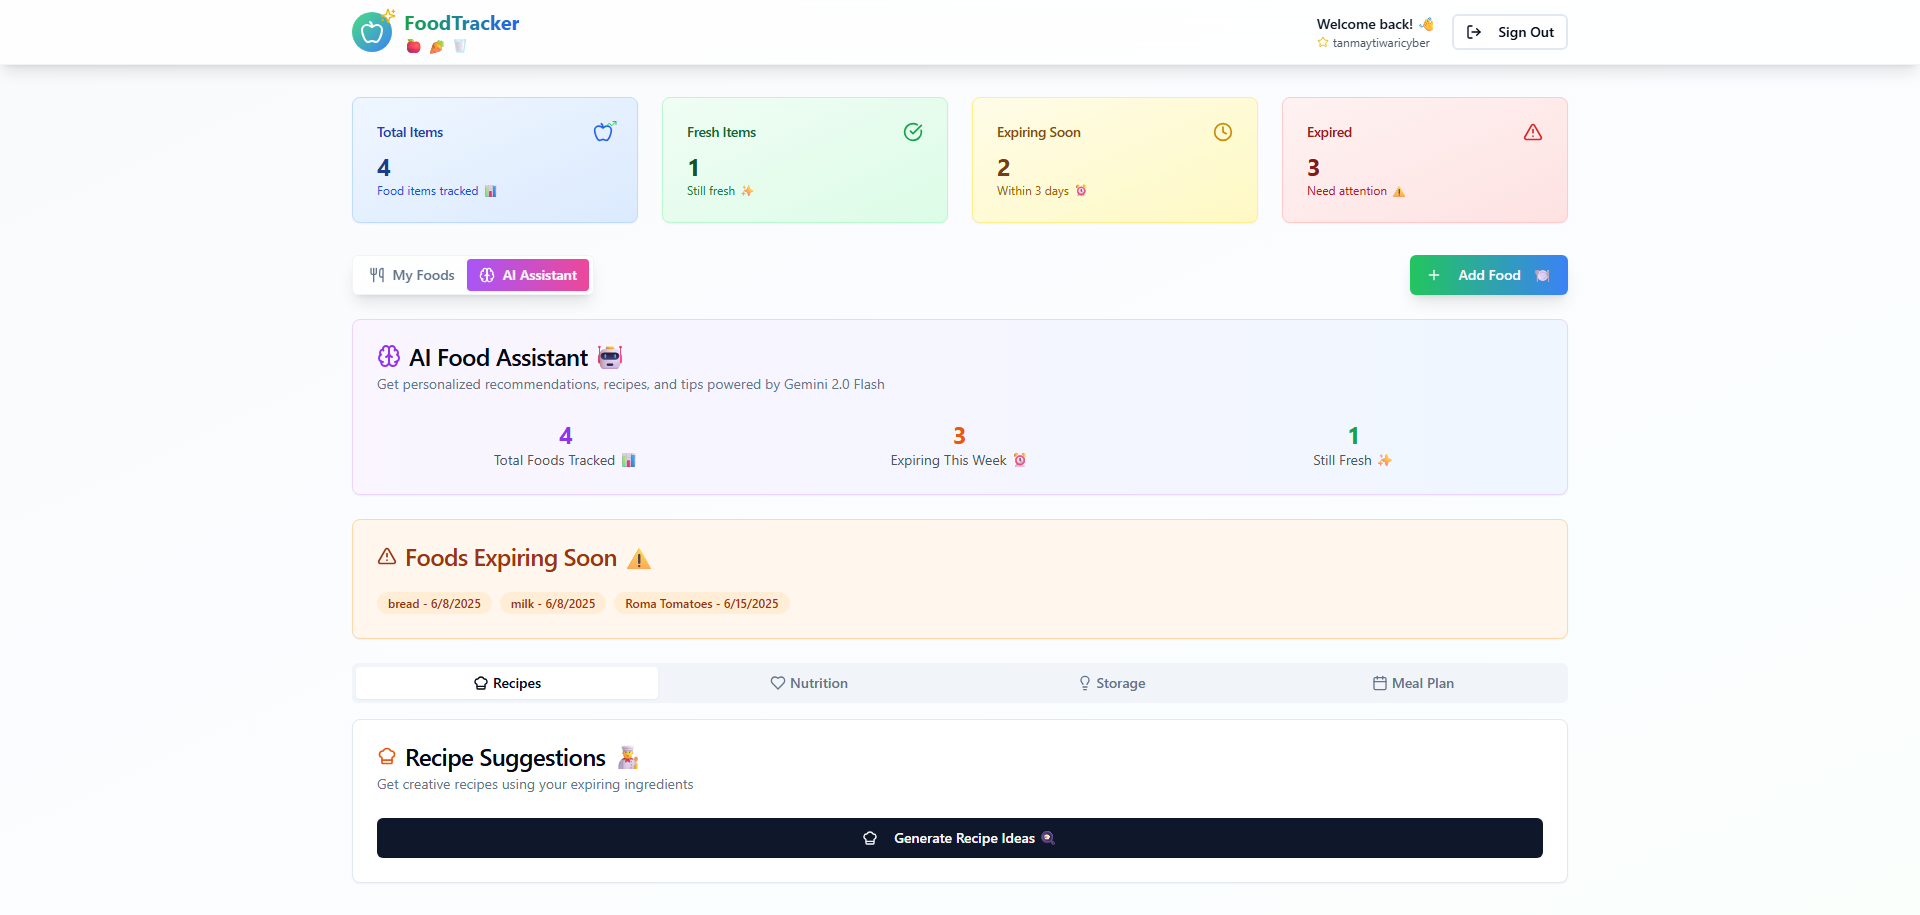 FoodTracker
🍎 🥕 🥛
Welcome back! 👋
tanmaytiwaricyber
Sign Out
Total Items
4
Food items tracked 📊
Fresh Items
1
Still fresh ✨
Expiring Soon
2
Within 3 days ⏰
Expired
3
Need attention ⚠️
My Foods
AI Assistant
+ Add Food 🍽️
AI Food Assistant 🤖
Get personalized recommendations, recipes, and tips powered by Gemini 2.0 Flash
4
Total Foods Tracked 📊
3
Expiring This Week ⏰
1
Still Fresh ✨
Foods Expiring Soon ⚠️
bread - 6/8/2025
milk - 6/8/2025
Roma Tomatoes - 6/15/2025
Recipes
Nutrition
Storage
Meal Plan
Recipe Suggestions 👨‍🍳
Get creative recipes using your expiring ingredients
Generate Recipe Ideas 🍳